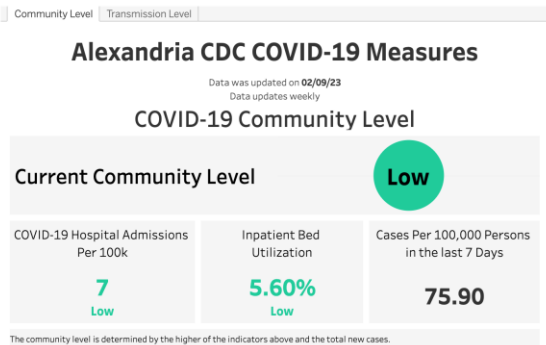 Community Level Transmission Level
Alexandria CDC COVID-19 Measures
Data was updated on 02/09/23
Data updates weekly
COVID-19 Community Level
Current Community Level Low
COVID-19 Hospital Admissions
Per 100k
7
Low
Inpatient Bed
Utilization
5.60%
Low
Cases Per 100,000 Persons
in the last 7 Days
75.90
The community level is determined by the higher of the indicators above and the total new cases.